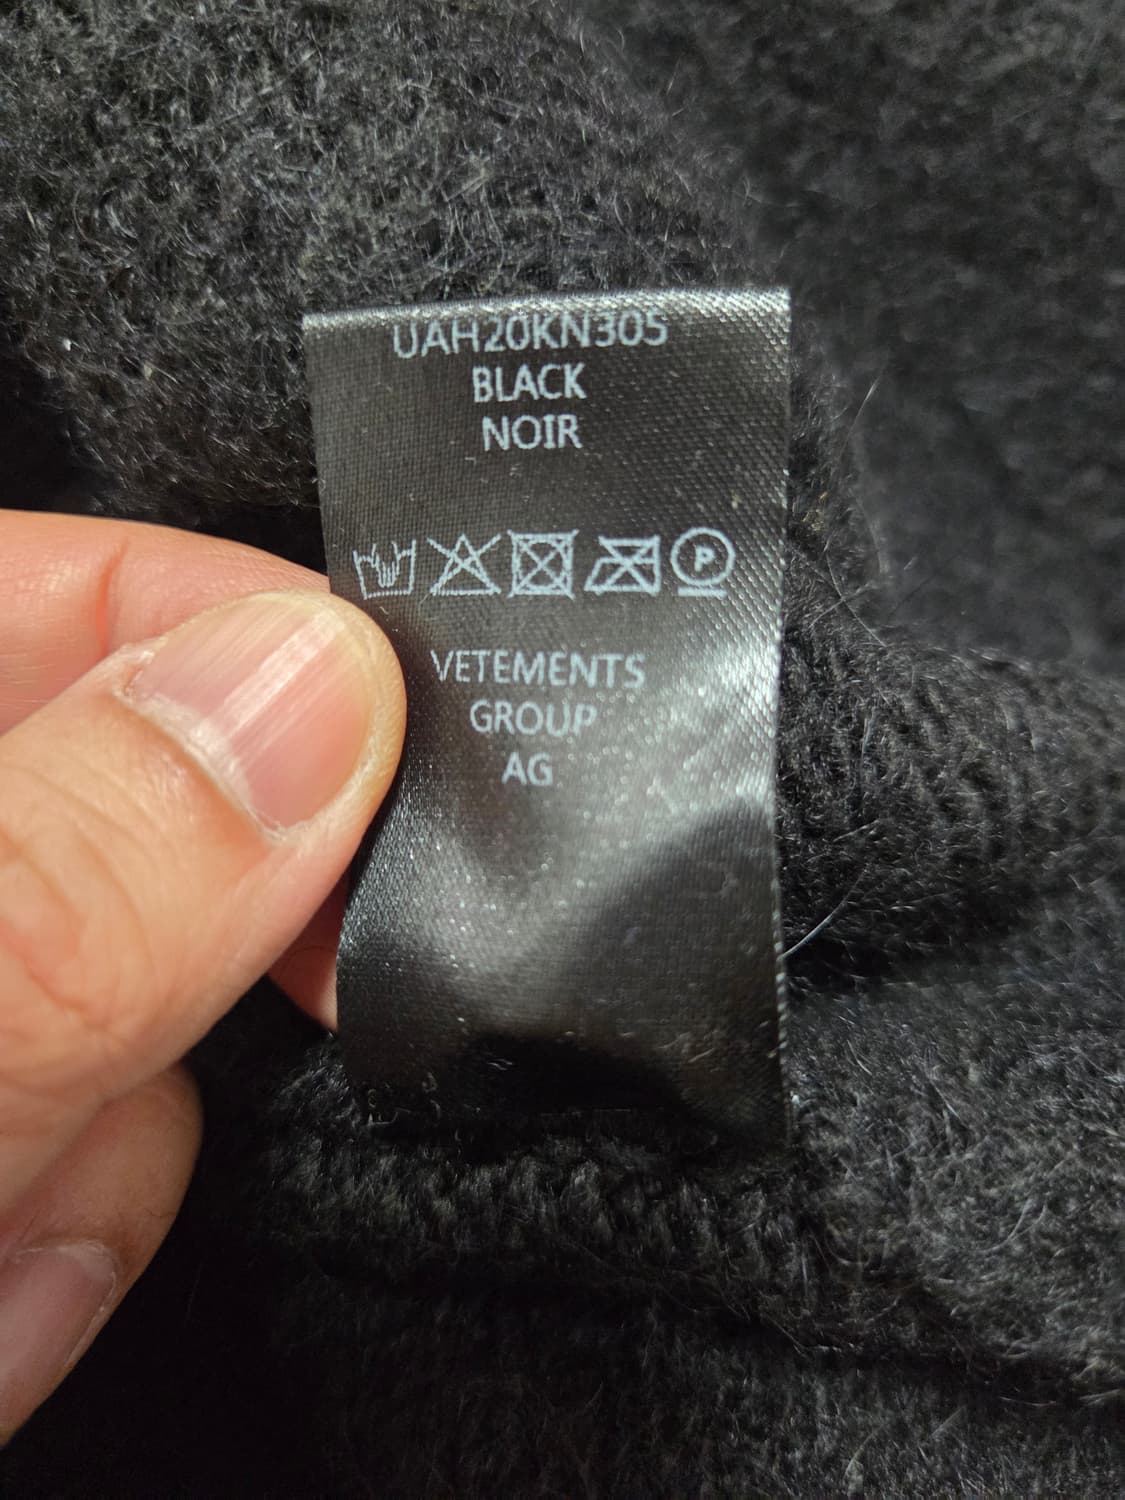 UAH20KN305
BLACK
NOIR
P
VETEMENTS
GROUP
AG